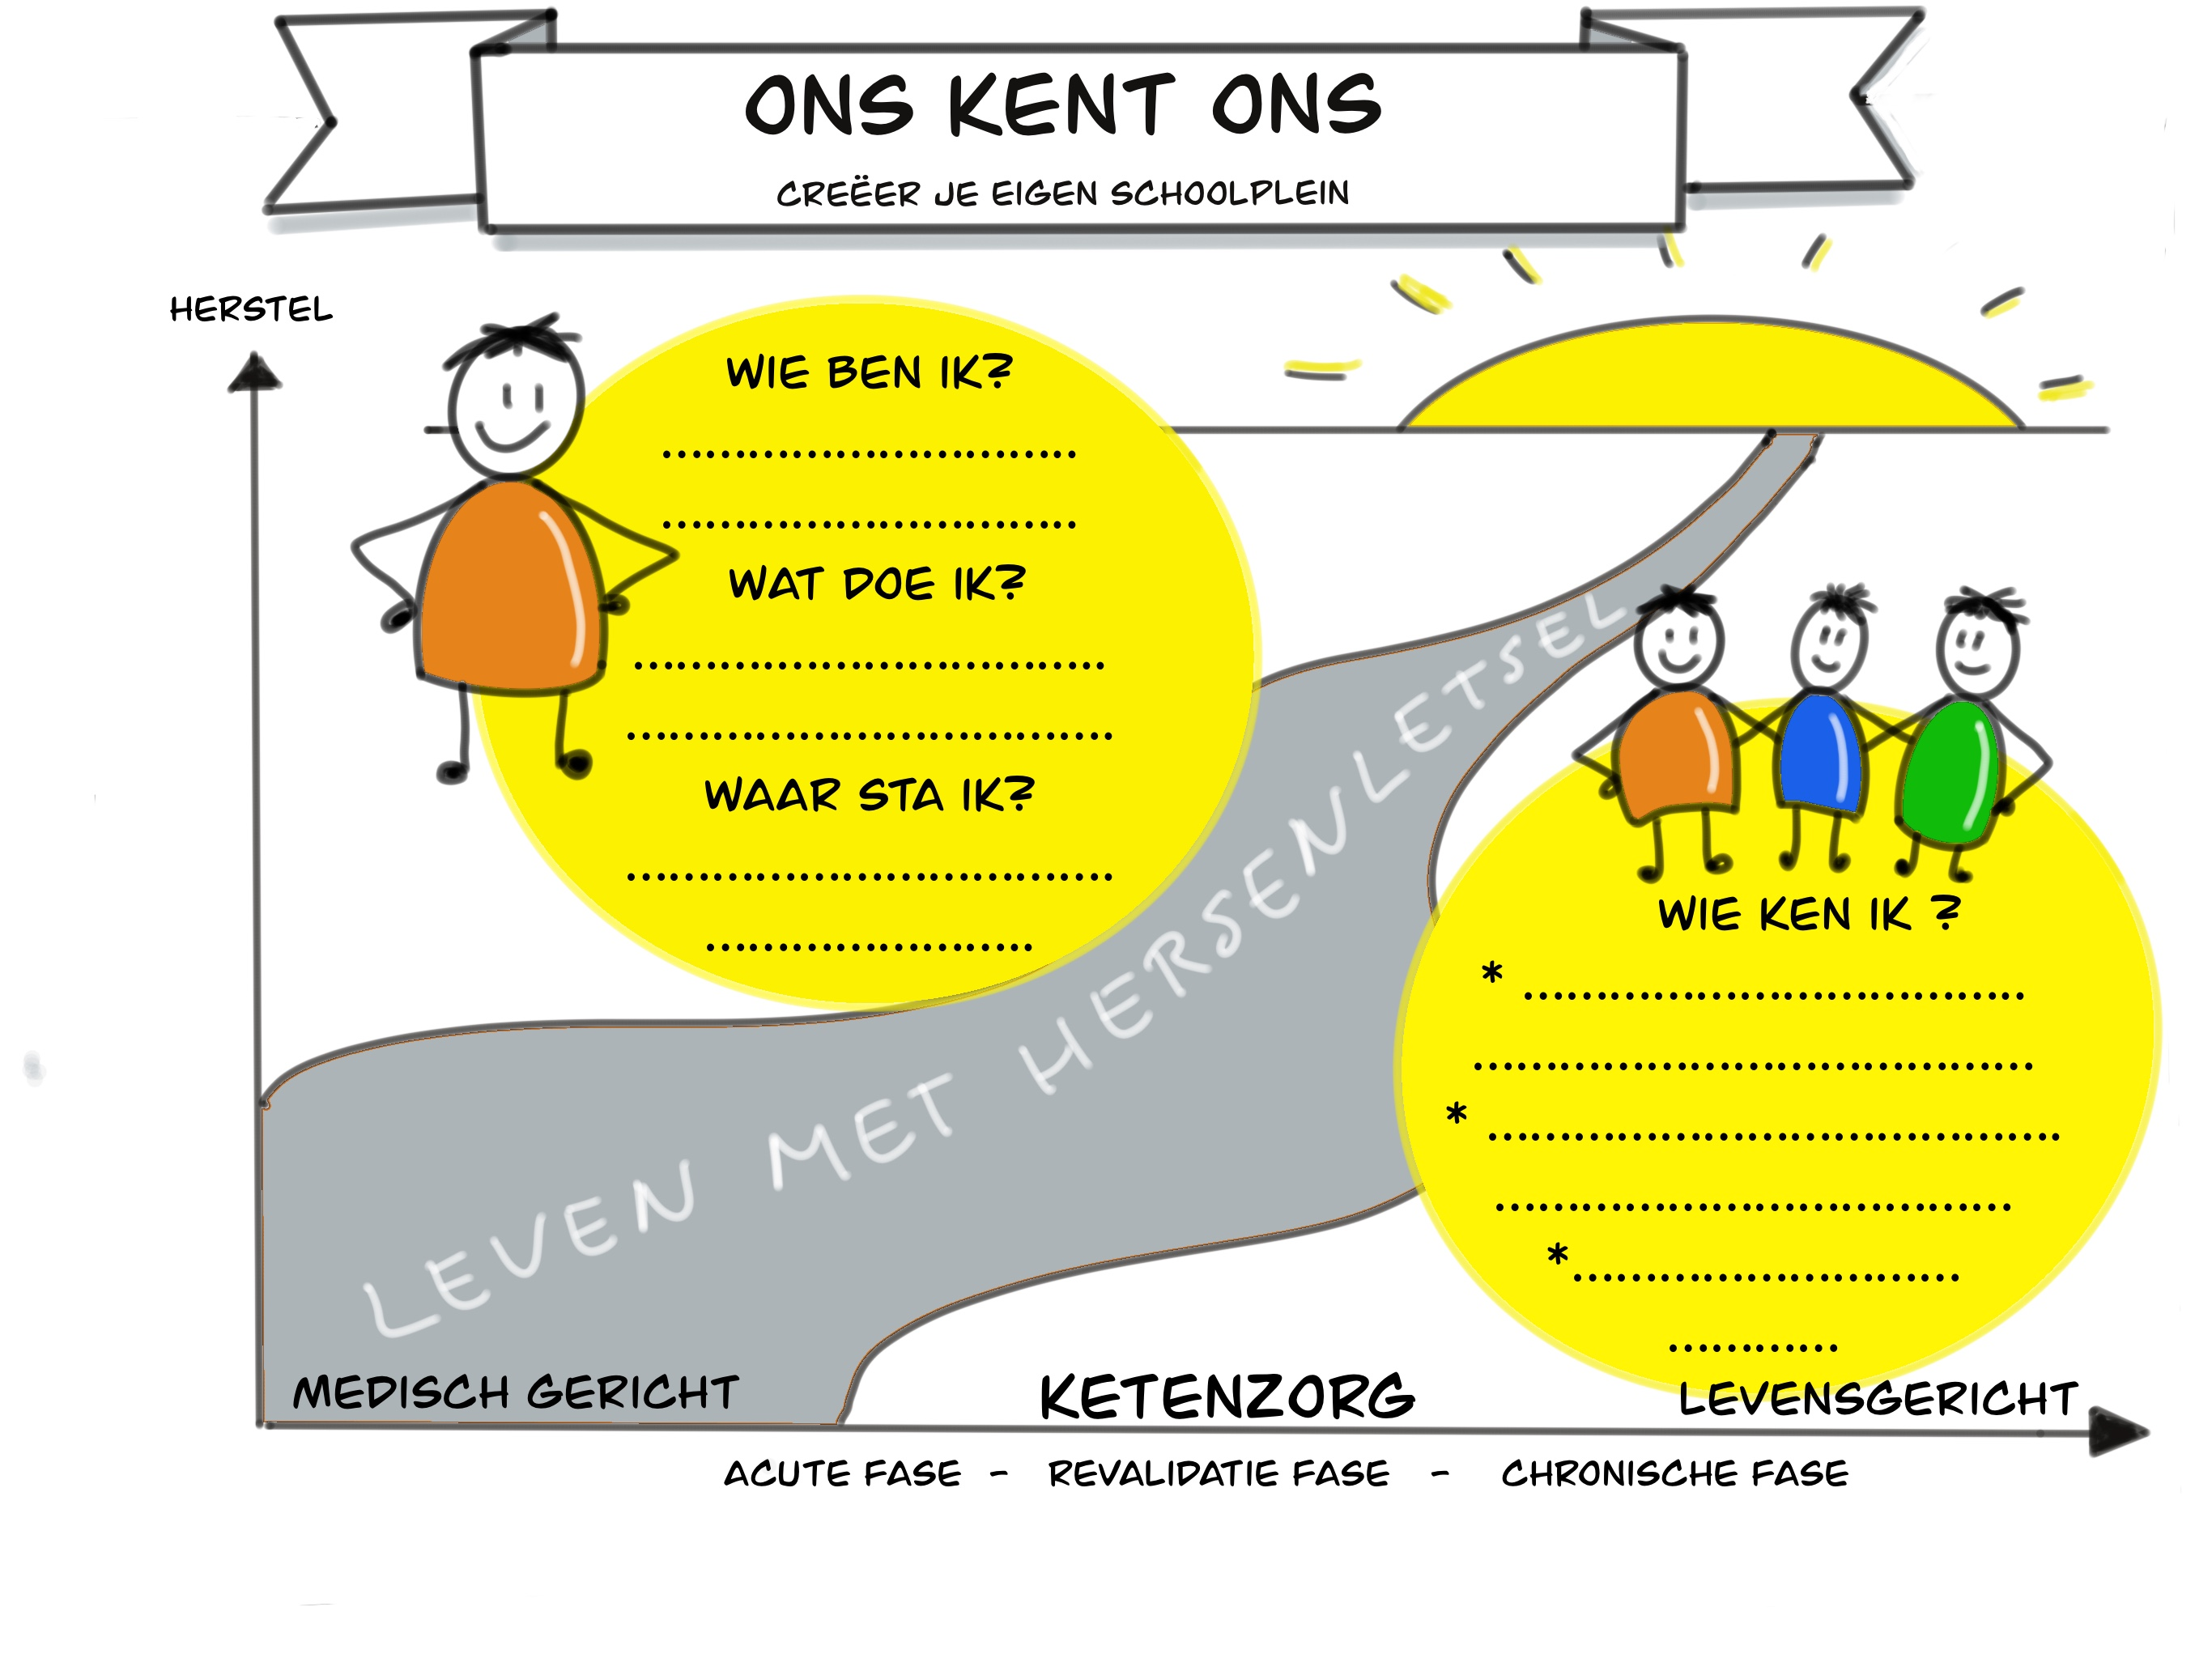 ONS KENT ONS
CREËER JE EIGEN SCHOOLPLEIN
HERSTEL
WIE BEN IK?
............................
............................
WAT DOE IK?
................................
.................................
WAAR STA IK?
.................................
......................
LEVEN MET HERSENLETSEL
WIE KEN IK ?
* ..................................
......................................
* .......................................
...................................
* ..........................
............
MEDISCH GERICHT
KETENZORG
LEVENSGERICHT
ACUTE FASE - REVALIDATIE FASE - CHRONISCHE FASE